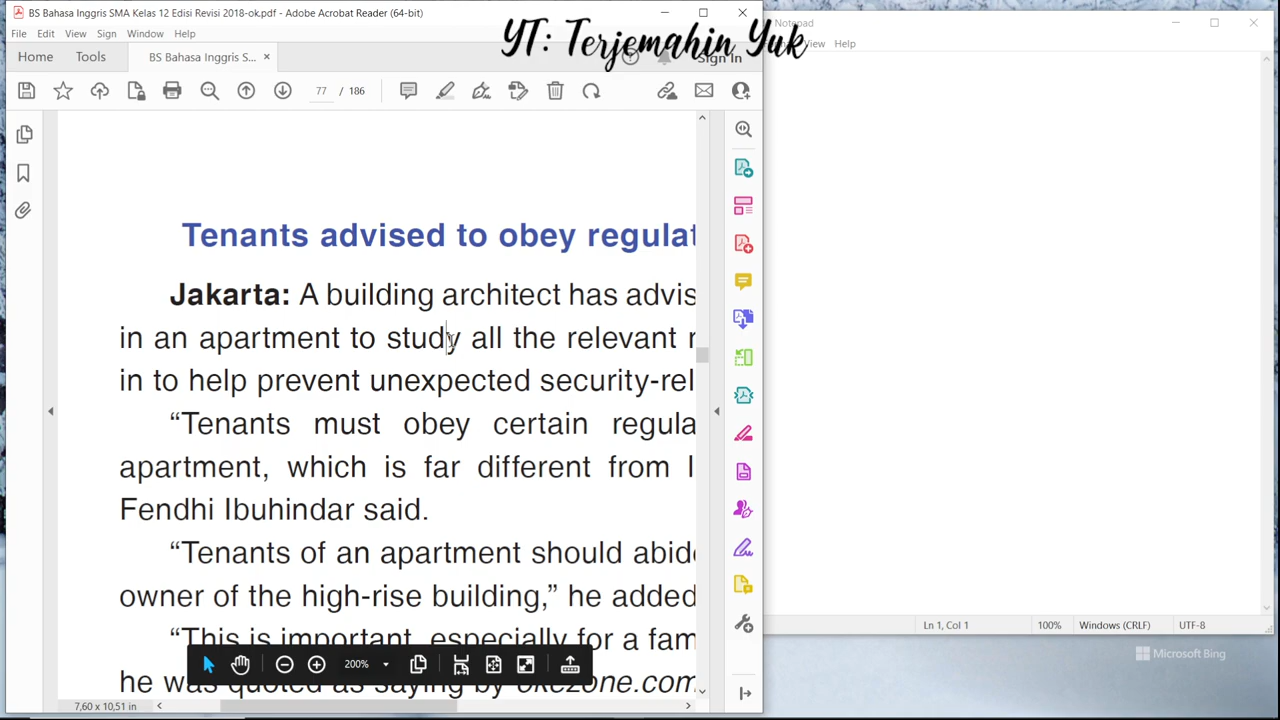 BS Bahasa Inggris SMA Kelas 12 Edisi Revisi 2018-ok.pdf - Adobe Acrobat Reader (64-bit)
File Edit View Sign Window Help
YT: Terjemahin Yuk
Notepad
View Help
Home Tools BS Bahasa Inggris S... × Sign In
77 / 186
Tenants advised to obey regulat
Jakarta: A building architect has advis
in an apartment to study all the relevant
in to help prevent unexpected security-rel
“Tenants must obey certain regula
apartment, which is far different from
Fendhi Ibuhindar said.
“Tenants of an apartment should abide
owner of the high-rise building,” he added
“This is important, especially for a fam
he was quoted as saying by okezone.com
200%
7,60 x 10,51 in
Ln 1, Col 1 100% Windows (CRLF) UTF-8
Microsoft Bing